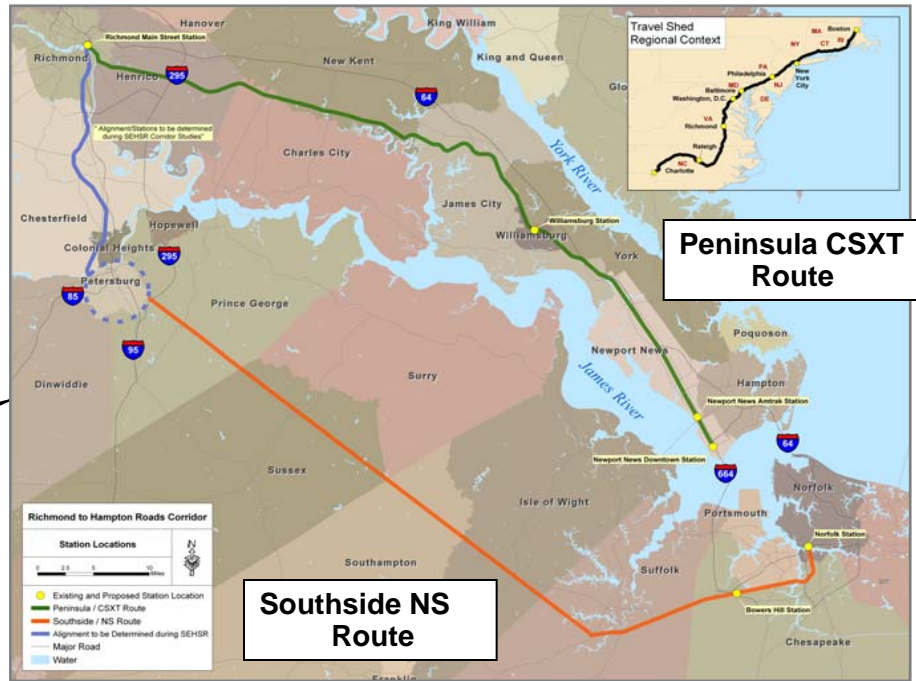 Hanover
King William
Richmond Main Street Station
Richmond
New Kent
King and Queen
Henrico
295
64
Glo
" Alignment/Stations to be determined
during SEHSR Corridor Studies"
Charles City
York River
James City
Chesterfield
Hopewell
Williamsburg Station
Williamsburg
Colonial Heights
295
York
Petersburg
85
Prince George
Poquoson
95
Newport News
Dinwiddie
Surry
James River
Hampton
Newport News Amtrak Station
64
Newport News Downtown Station
664
Sussex
Isle of Wight
Norfolk
Portsmouth
Norfolk Station
Southampton
Suffolk
Bowers Hill Station
Chesapeake
Franklin
Travel Shed
Regional Context
MA
Boston
NY
CT
RI
PA
Philadelphia
New
York
City
NJ
MD
Baltimore
Washington, D.C.
DE
VA
Richmond
Raleigh
NC
Charlotte
Peninsula CSXT
Route
Southside NS
Route
Richmond to Hampton Roads Corridor
Station Locations
N
0 2.5 5 10
Miles
Existing and Proposed Station Location
Peninsula / CSXT Route
Southside / NS Route
Alignment to be Determined during SEHSR
Major Road
Water